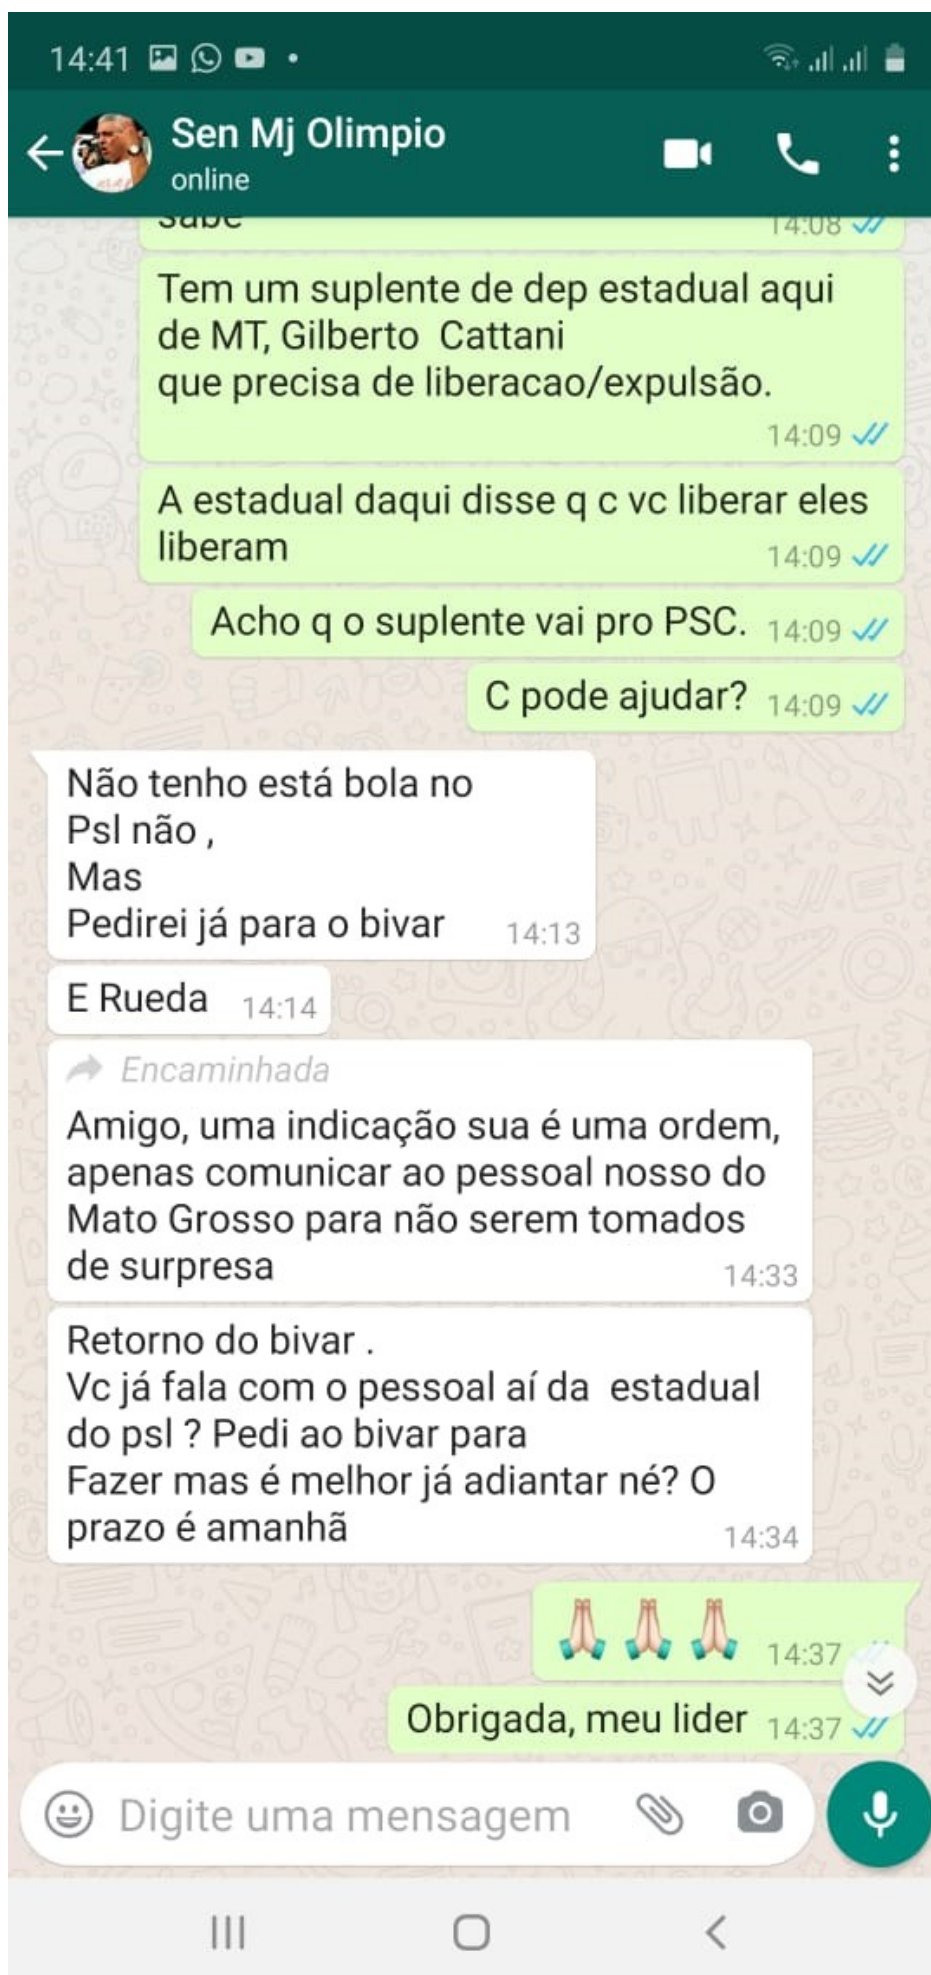 14:41
Sen Mj Olimpio
online
sabe
14:08
Tem um suplente de dep estadual aqui
de MT, Gilberto  Cattani
que precisa de liberacao/expulsão.
14:09
A estadual daqui disse q c vc liberar eles
liberam
14:09
Acho q o suplente vai pro PSC. 14:09
C pode ajudar? 14:09
Não tenho está bola no
Psl não ,
Mas
Pedirei já para o bivar 14:13
E Rueda 14:14
Encaminhada
Amigo, uma indicação sua é uma ordem,
apenas comunicar ao pessoal nosso do
Mato Grosso para não serem tomados
de surpresa
14:33
Retorno do bivar .
Vc já fala com o pessoal aí da  estadual
do psl ? Pedi ao bivar para
Fazer mas é melhor já adiantar né? O
prazo é amanhã
14:34
🙏🏻 🙏🏻 🙏🏻 14:37
Obrigada, meu lider 14:37
Digite uma mensagem